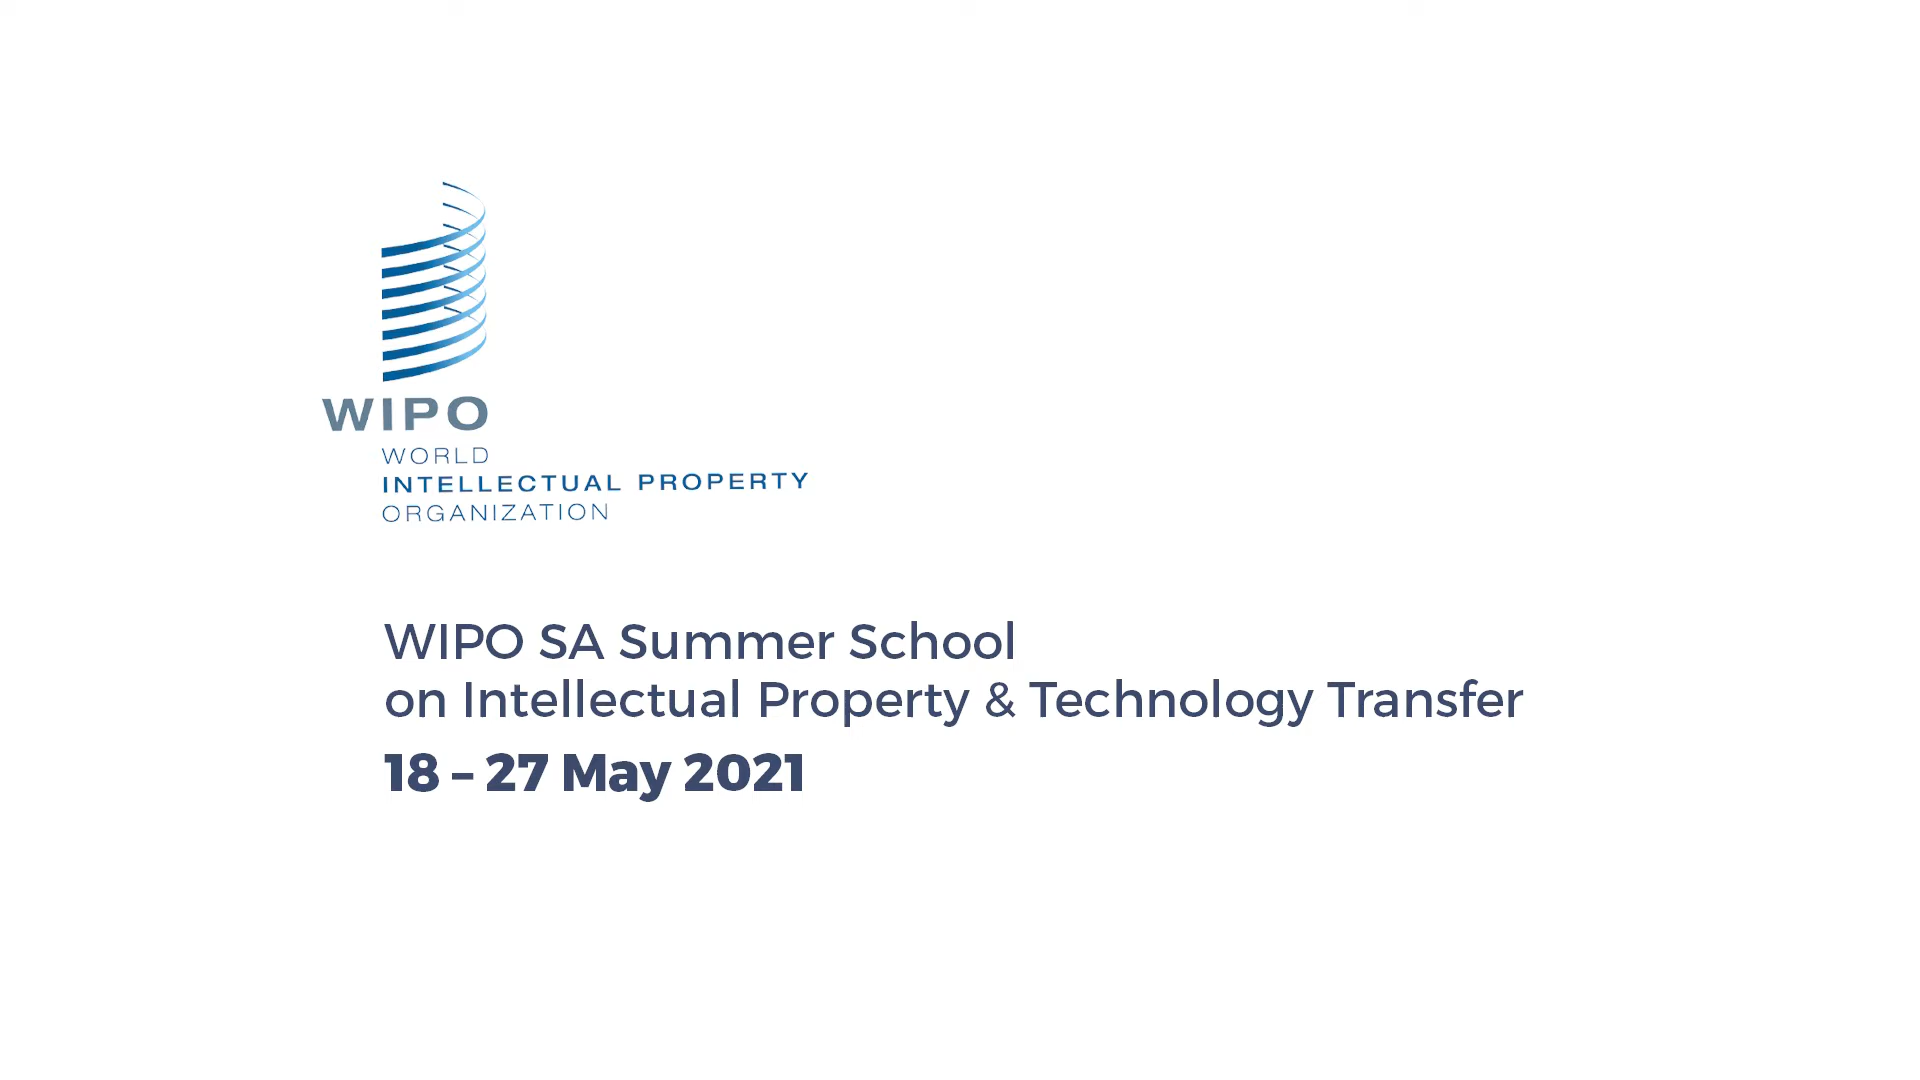 WIPO
WORLD
INTELLECTUAL PROPERTY
ORGANIZATION
WIPO SA Summer School
on Intellectual Property & Technology Transfer
18 – 27 May 2021